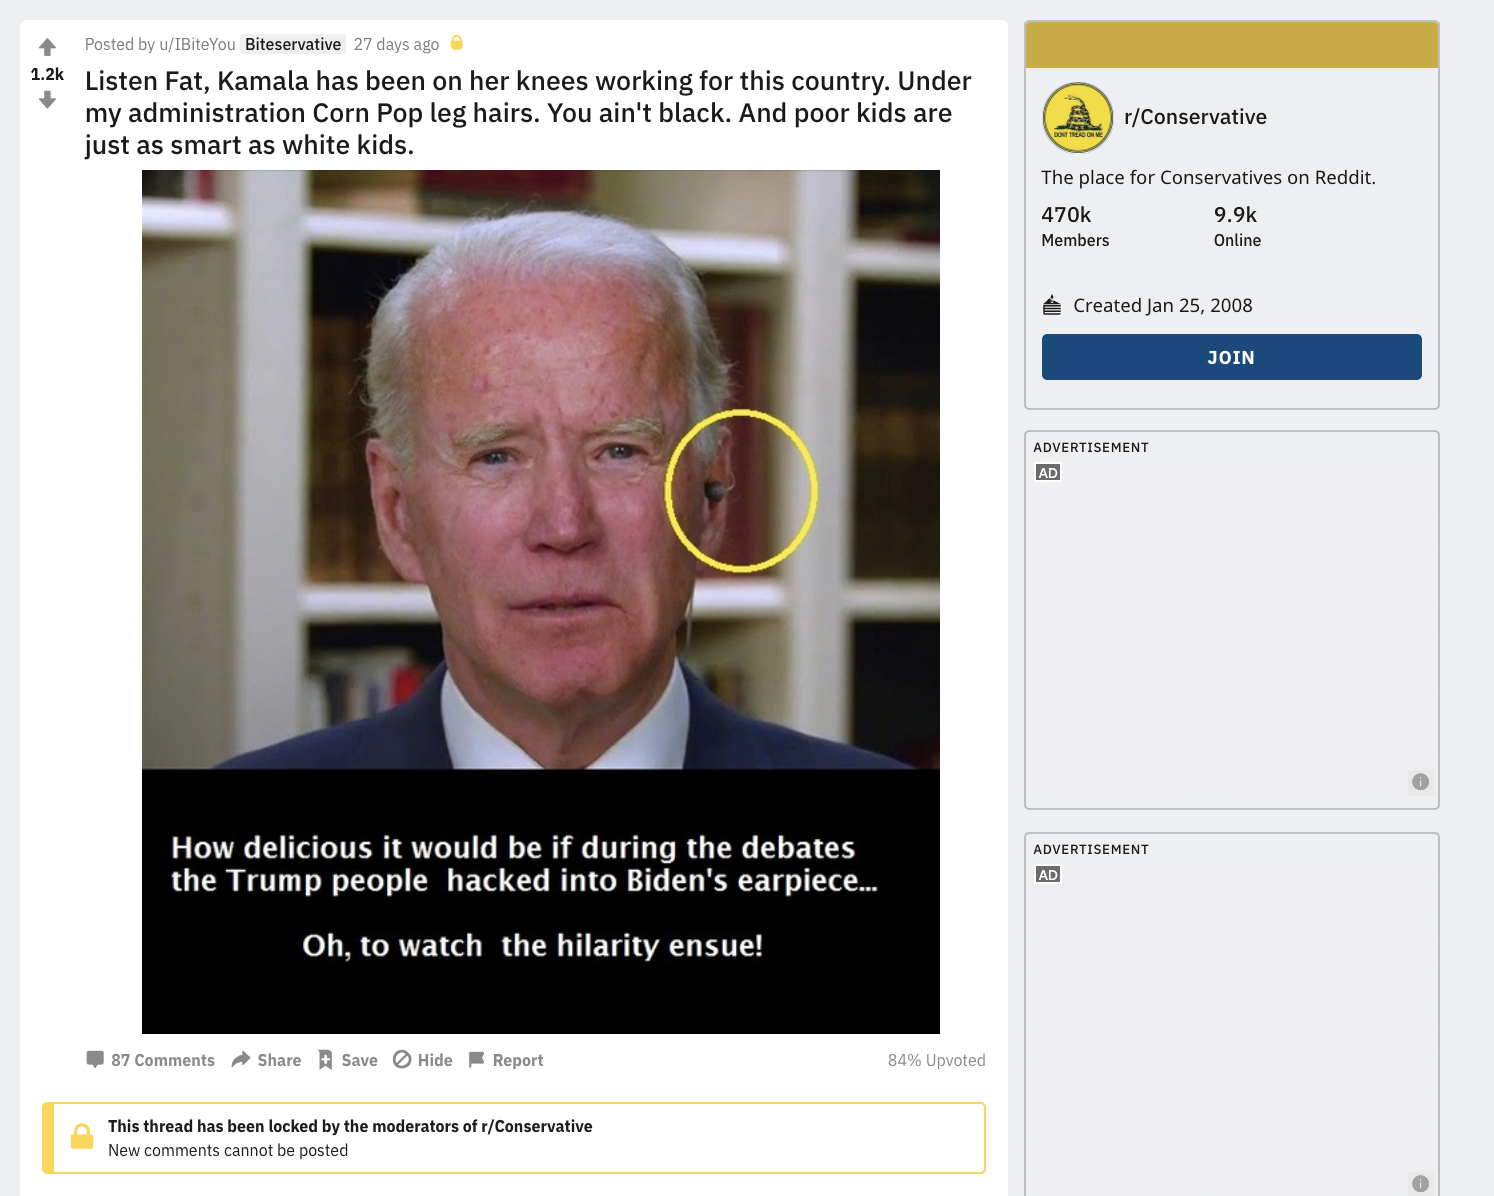 Posted by u/IBiteYou Biteservative 27 days ago
1.2k
Listen Fat, Kamala has been on her knees working for this country. Under
my administration Corn Pop leg hairs. You ain't black. And poor kids are
just as smart as white kids.
How delicious it would be if during the debates
the Trump people hacked into Biden's earpiece...
Oh, to watch the hilarity ensue!
87 Comments Share Save Hide Report 84% Upvoted
This thread has been locked by the moderators of r/Conservative
New comments cannot be posted
DONT TREAD ON ME
r/Conservative
The place for Conservatives on Reddit.
470k 9.9k
Members Online
Created Jan 25, 2008
JOIN
ADVERTISEMENT
AD
ADVERTISEMENT
AD